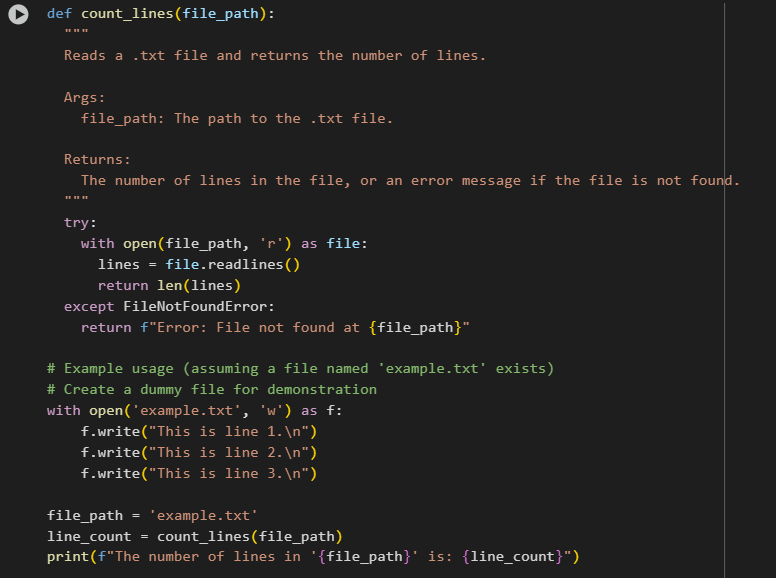 def count_lines(file_path):
  """
  Reads a .txt file and returns the number of lines.

  Args:
    file_path: The path to the .txt file.

  Returns:
    The number of lines in the file, or an error message if the file is not found.
  """
  try:
    with open(file_path, 'r') as file:
      lines = file.readlines()
      return len(lines)
  except FileNotFoundError:
    return f"Error: File not found at {file_path}"

# Example usage (assuming a file named 'example.txt' exists)
# Create a dummy file for demonstration
with open('example.txt', 'w') as f:
    f.write("This is line 1.\n")
    f.write("This is line 2.\n")
    f.write("This is line 3.\n")

file_path = 'example.txt'
line_count = count_lines(file_path)
print(f"The number of lines in '{file_path}' is: {line_count}")